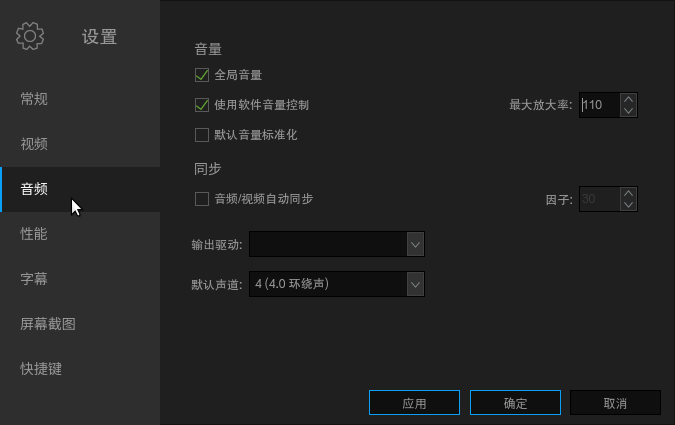 设置
常规
视频
音频
性能
字幕
屏幕截图
快捷键
音量
全局音量
使用软件音量控制
最大放大率: 110
默认音量标准化
同步
音频/视频自动同步
因子: 30
输出驱动:
默认声道: 4 (4.0 环绕声)
应用
确定
取消